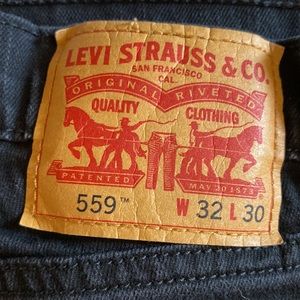 LEVI STRAUSS & CO.
SAN FRANCISCO
CAL.
ORIGINAL RIVETED
QUALITY CLOTHING
PATENTED MAY 20 1873
559™ W 32 L 30